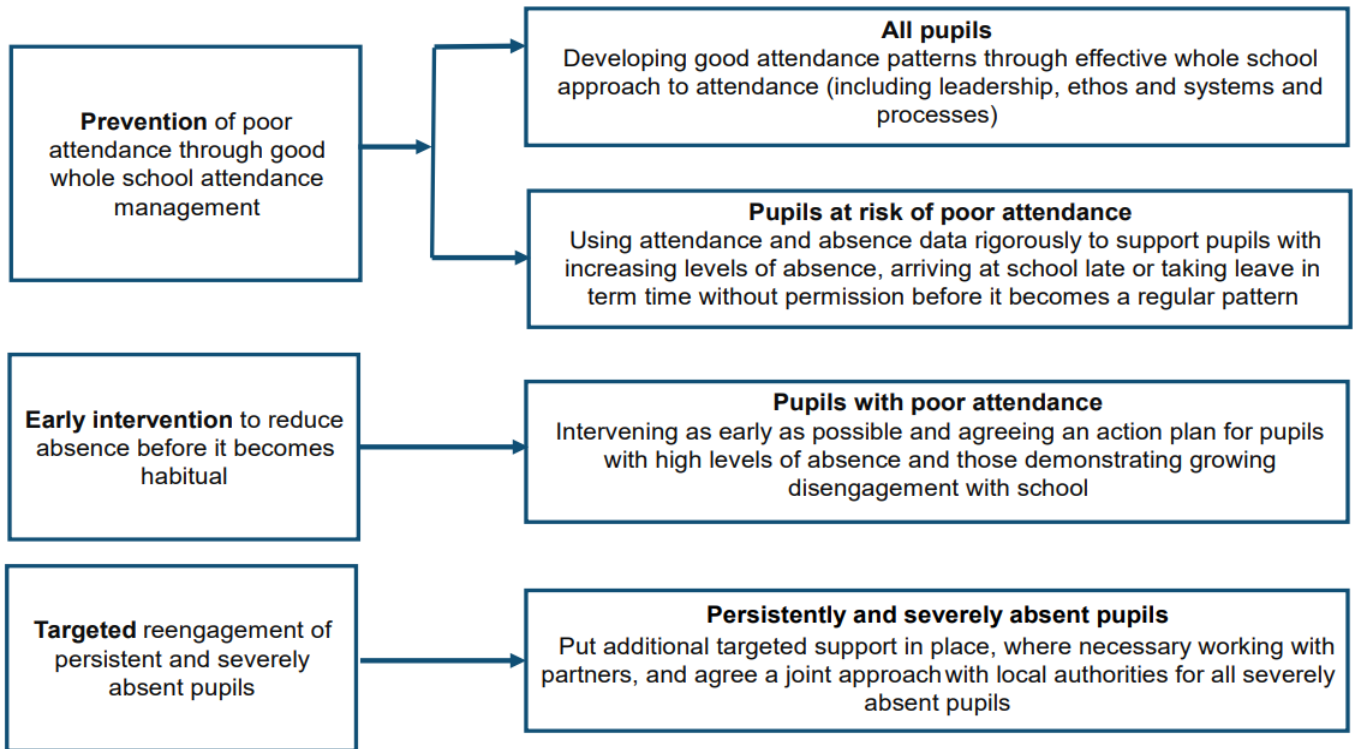 Prevention of poor
attendance through good
whole school attendance
management
All pupils
Developing good attendance patterns through effective whole school
approach to attendance (including leadership, ethos and systems and
processes)
Pupils at risk of poor attendance
Using attendance and absence data rigorously to support pupils with
increasing levels of absence, arriving at school late or taking leave in
term time without permission before it becomes a regular pattern
Early intervention to reduce
absence before it becomes
habitual
Pupils with poor attendance
Intervening as early as possible and agreeing an action plan for pupils
with high levels of absence and those demonstrating growing
disengagement with school
Targeted reengagement of
persistent and severely
absent pupils
Persistently and severely absent pupils
Put additional targeted support in place, where necessary working with
partners, and agree a joint approach with local authorities for all severely
absent pupils